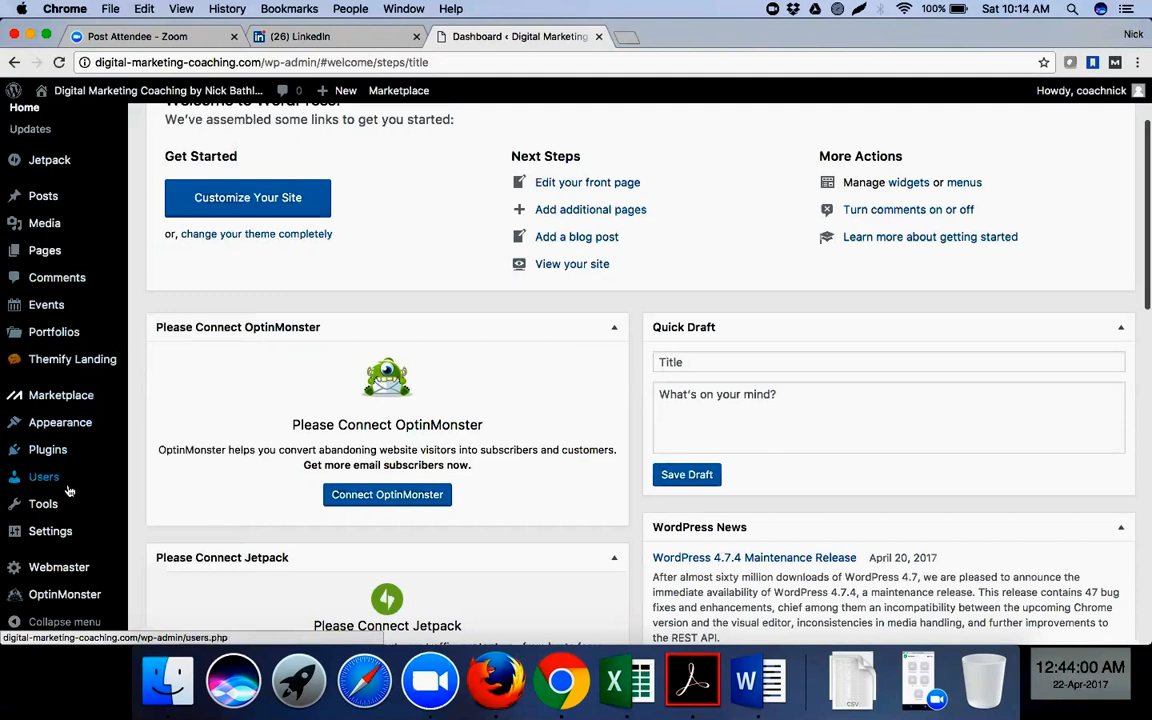 Chrome File Edit View History Bookmarks People Window Help 100% Sat 10:14 AM
Post Attendee - Zoom (26) LinkedIn Dashboard ‹ Digital Marketing Nick
digital-marketing-coaching.com/wp-admin/#welcome/steps/title
Digital Marketing Coaching by Nick Bathl... 0 New Marketplace Howdy, coachnick
Home
Updates
Jetpack
Posts
Media
Pages
Comments
Events
Portfolios
Themify Landing
Marketplace
Appearance
Plugins
Users
Tools
Settings
Webmaster
OptinMonster
Collapse menu
digital-marketing-coaching.com/wp-admin/users.php
Welcome to WordPress!
We've assembled some links to get you started:
Get Started
Customize Your Site
or, change your theme completely
Next Steps
Edit your front page
Add additional pages
Add a blog post
View your site
More Actions
Manage widgets or menus
Turn comments on or off
Learn more about getting started
Please Connect OptinMonster
Please Connect OptinMonster
OptinMonster helps you convert abandoning website visitors into subscribers and customers.
Get more email subscribers now.
Connect OptinMonster
Please Connect Jetpack
Please Connect Jetpack
Quick Draft
Title
What's on your mind?
Save Draft
WordPress News
WordPress 4.7.4 Maintenance Release April 20, 2017
After almost sixty million downloads of WordPress 4.7, we are pleased to announce the
immediate availability of WordPress 4.7.4, a maintenance release. This release contains 47 bug
fixes and enhancements, chief among them an incompatibility between the upcoming Chrome
version and the visual editor, inconsistencies in media handling, and further improvements to
the REST API.
CSV
12:44:00 AM
22-Apr-2017